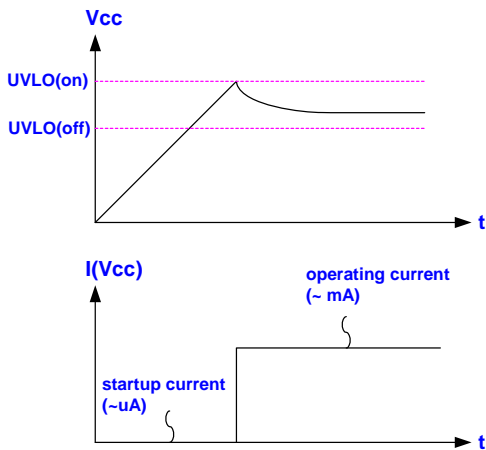 Vcc
UVLO(on)
UVLO(off)
t
I(Vcc)
operating current
(~ mA)
startup current
(~uA)
t